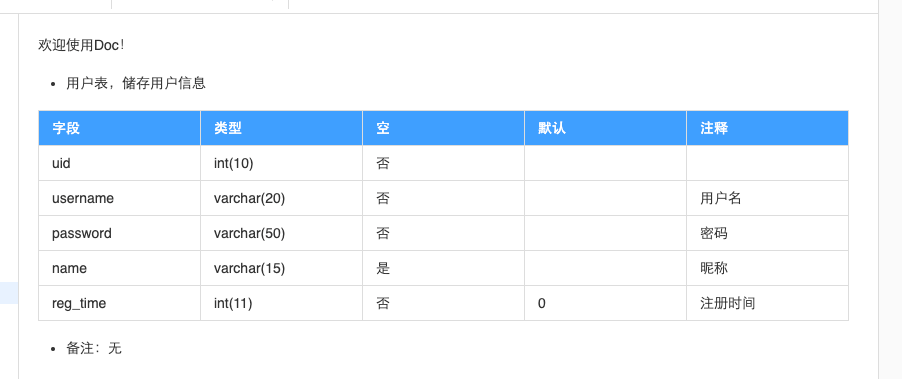 欢迎使用Doc！
用户表，储存用户信息
字段 类型 空 默认 注释
uid int(10) 否
username varchar(20) 否 用户名
password varchar(50) 否 密码
name varchar(15) 是 昵称
reg_time int(11) 否 0 注册时间
备注：无